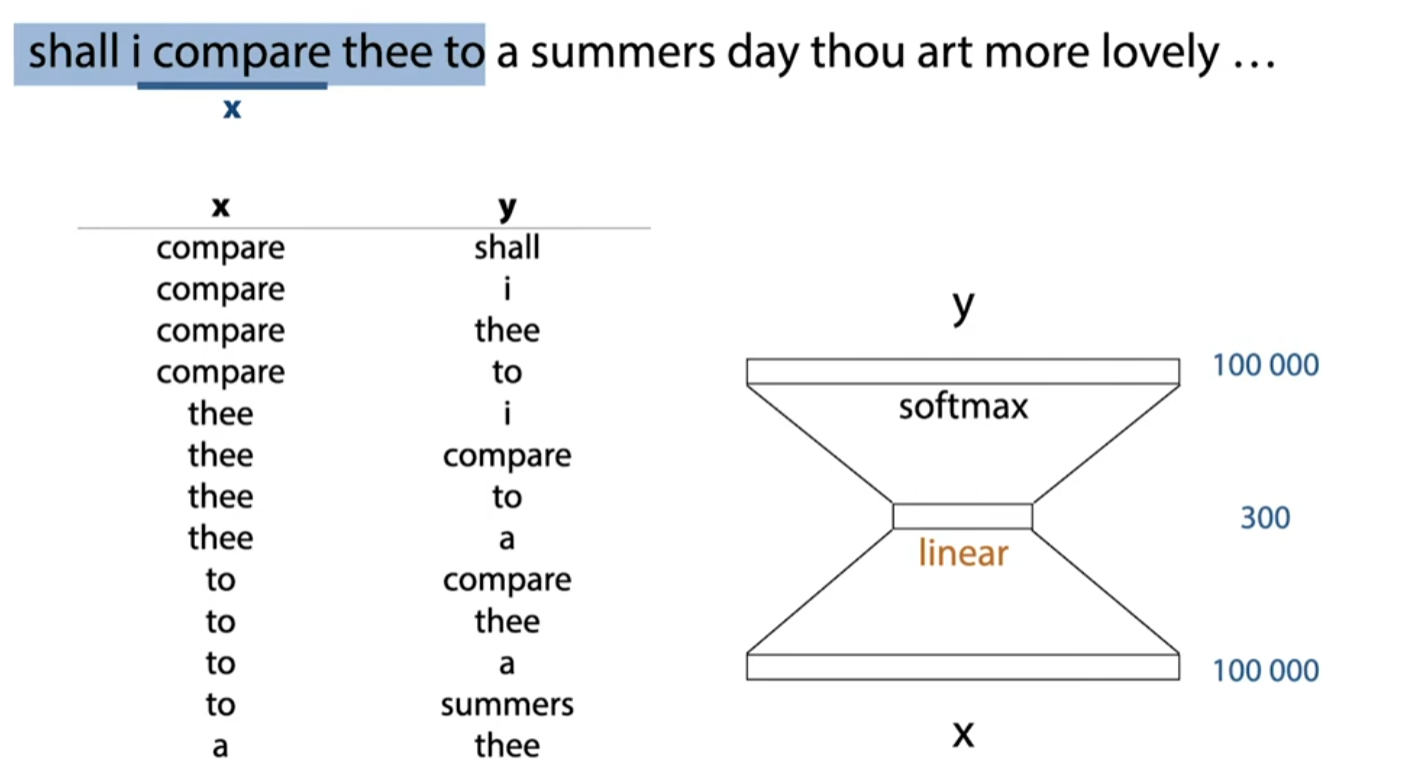 shall i compare thee to a summers day thou art more lovely …
x
x y
compare shall
compare i
compare thee
compare to
thee i
thee compare
thee to
thee a
to compare
to thee
to a
to summers
a thee
y
100 000
softmax
300
linear
100 000
x